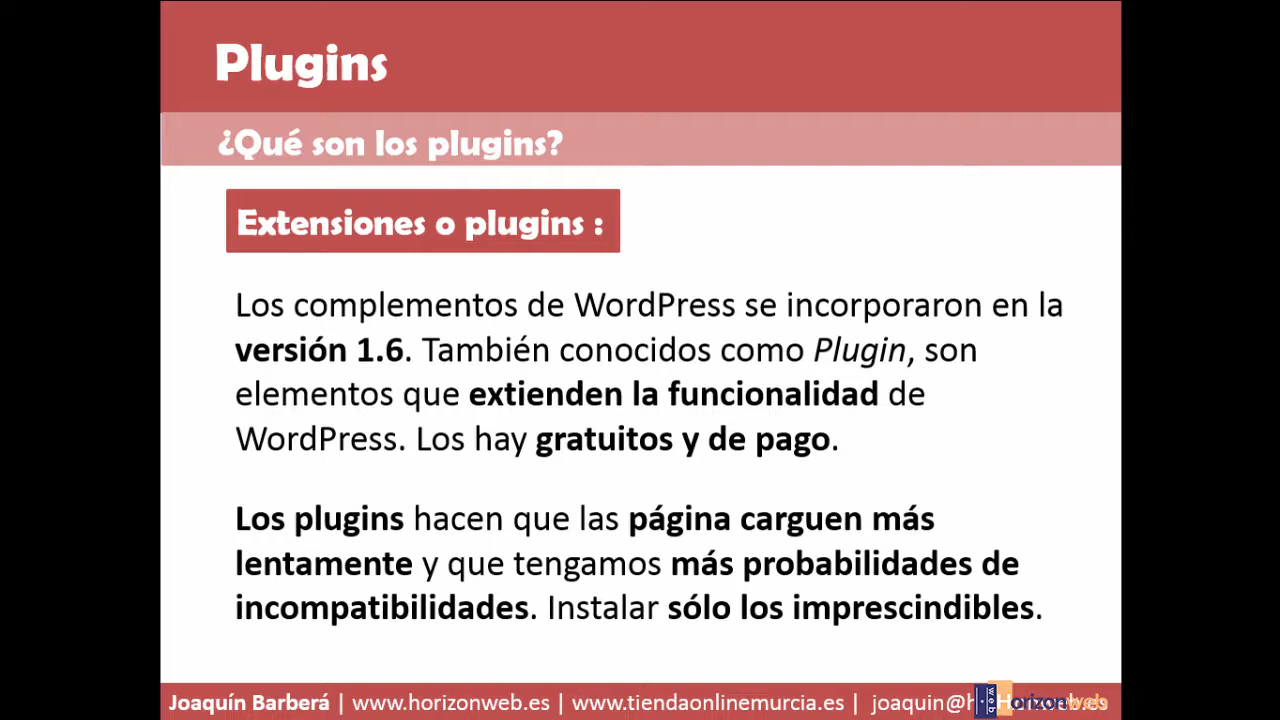 Plugins
¿Qué son los plugins?
Extensiones o plugins :
Los complementos de WordPress se incorporaron en la
versión 1.6. También conocidos como Plugin, son
elementos que extienden la funcionalidad de
WordPress. Los hay gratuitos y de pago.
Los plugins hacen que las página carguen más
lentamente y que tengamos más probabilidades de
incompatibilidades. Instalar sólo los imprescindibles.
Joaquín Barberá | www.horizonweb.es | www.tiendaonlinemurcia.es |